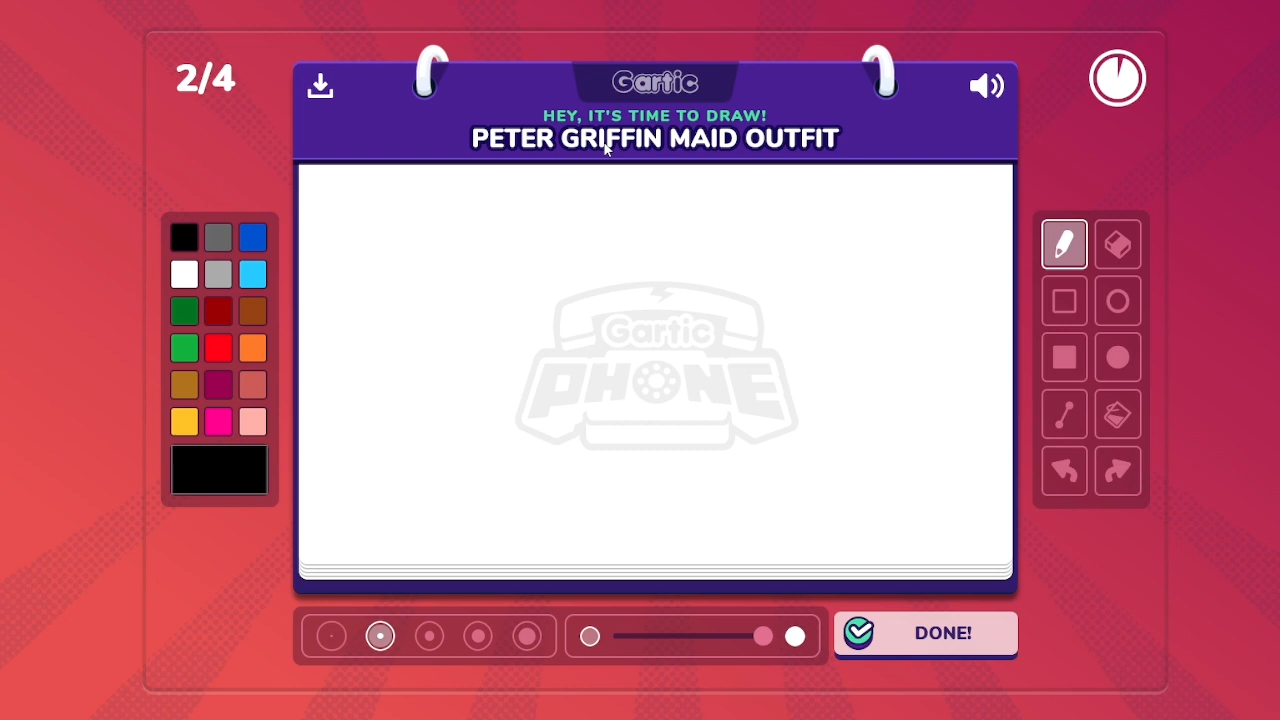 2/4
Gartic
HEY, IT'S TIME TO DRAW!
PETER GRIFFIN MAID OUTFIT
Gartic
PHONE
DONE!